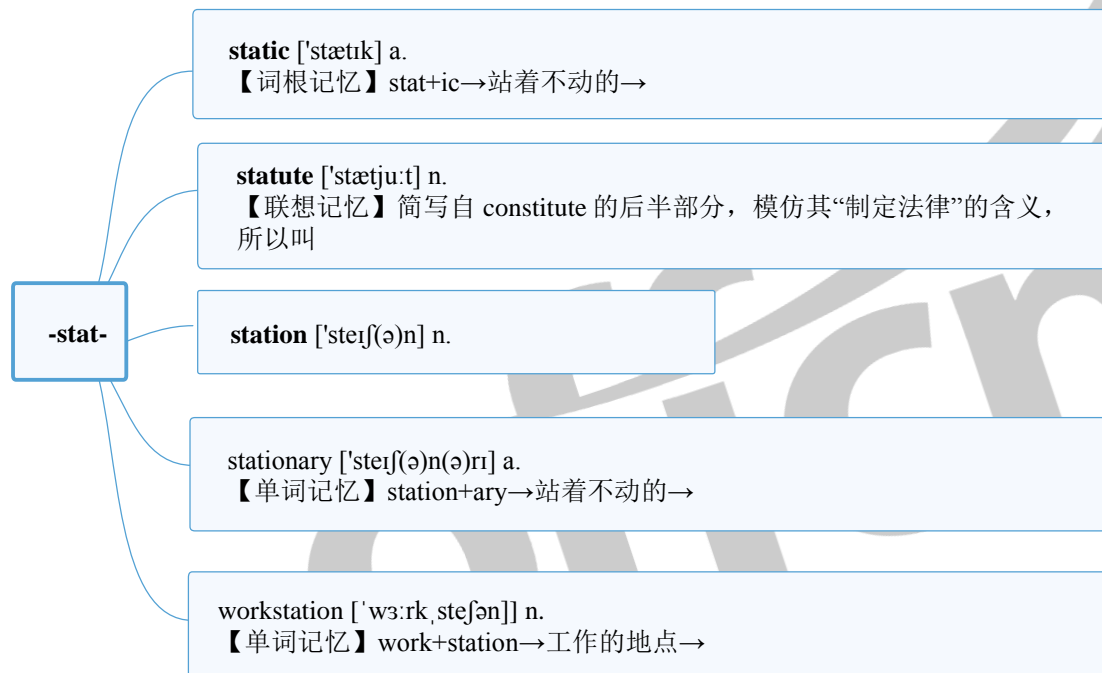 static ['stætɪk] a.
【词根记忆】stat+ic→站着不动的→
statute ['stætjuːt] n.
【联想记忆】简写自 constitute 的后半部分，模仿其“制定法律”的含义，
所以叫
-stat-
station ['steɪʃ(ə)n] n.
stationary ['steɪʃ(ə)n(ə)rɪ] a.
【单词记忆】station+ary→站着不动的→
workstation [ˈwɜːrkˌsteʃən]] n.
【单词记忆】work+station→工作的地点→